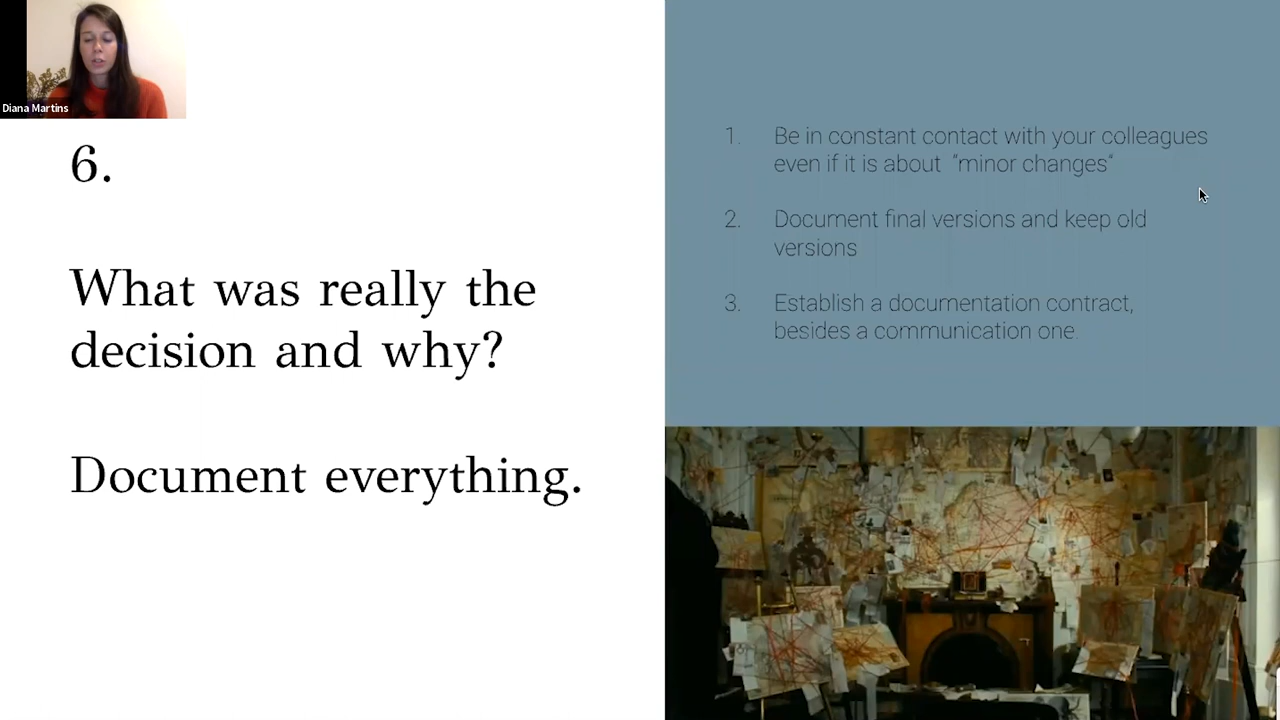 Diana Martins
6.
What was really the
decision and why?
Document everything.
1. Be in constant contact with your colleagues
even if it is about "minor changes"
2. Document final versions and keep old
versions
3. Establish a documentation contract,
besides a communication one.